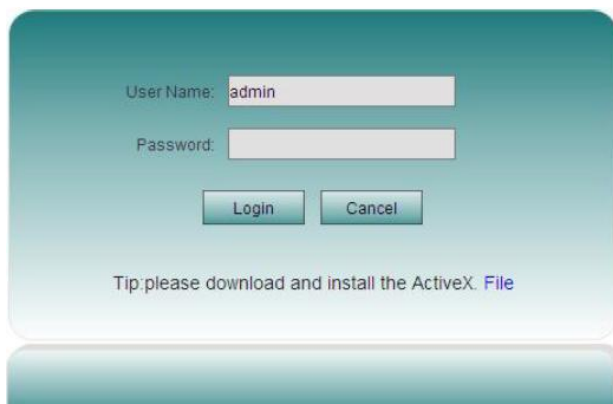 User Name: admin
Password:
Login Cancel
Tip:please download and install the ActiveX. File